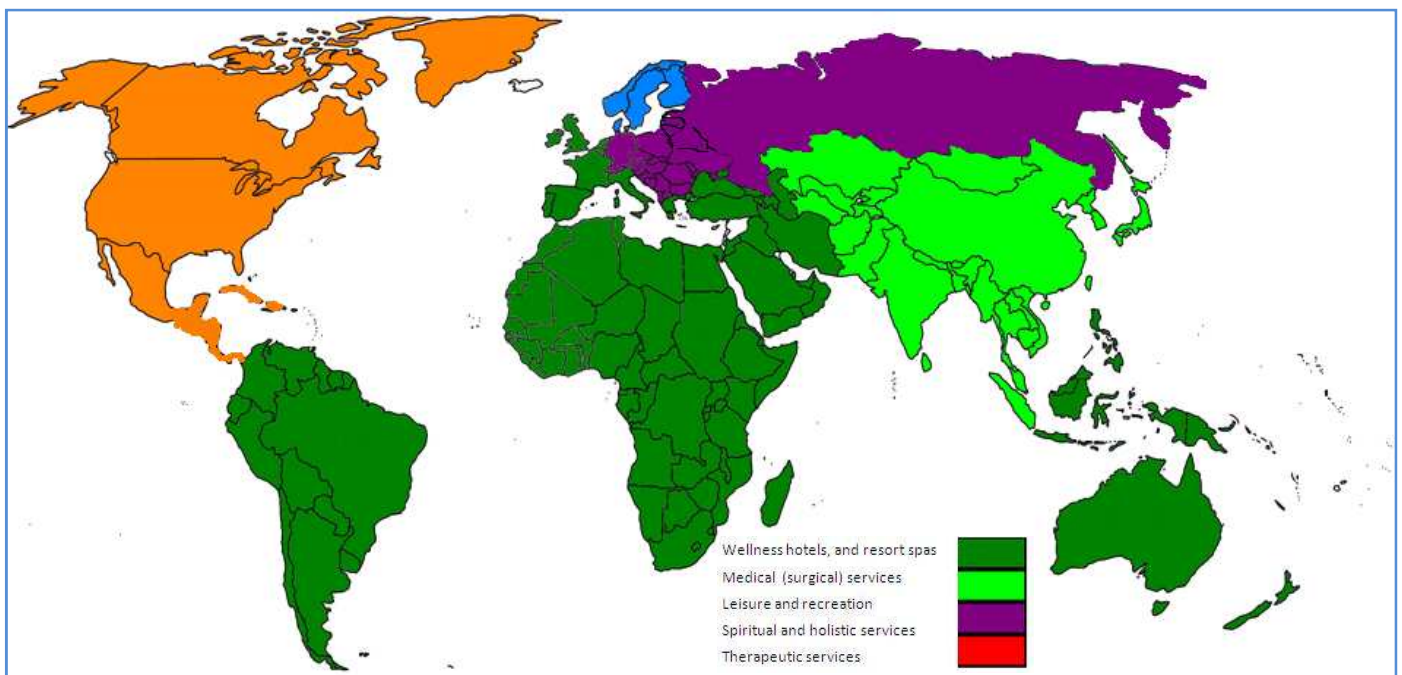 Wellness hotels, and resort spas
Medical (surgical) services
Leisure and recreation
Spiritual and holistic services
Therapeutic services